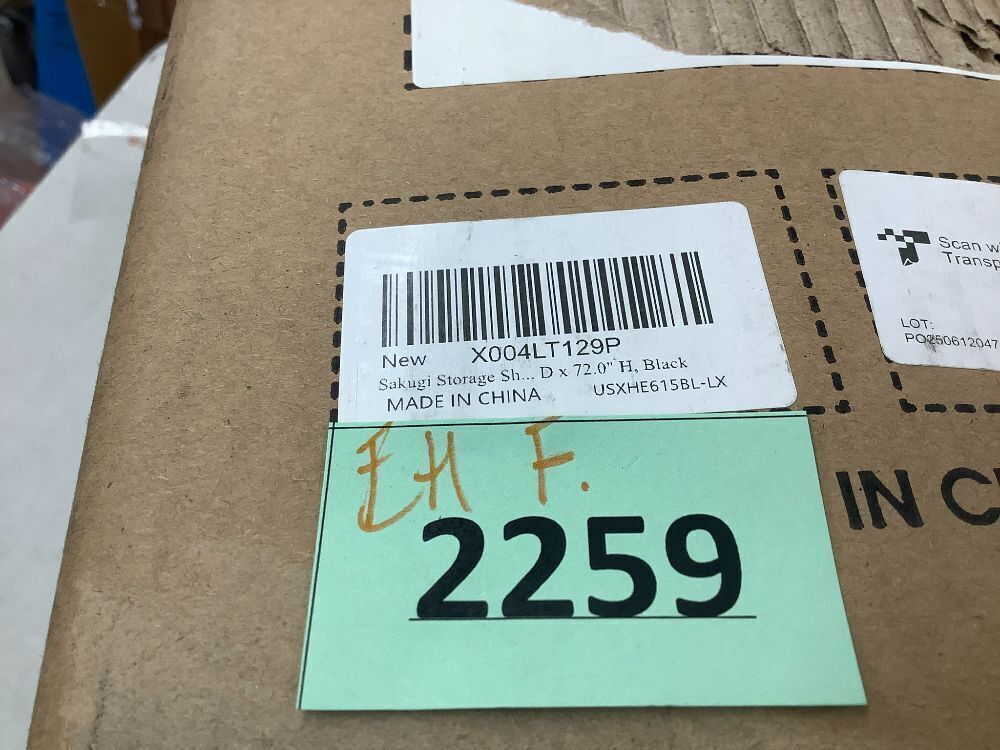 New X004LT129P
Sakugi Storage Sh... D x 72.0" H, Black
MADE IN CHINA USXHE615BL-LX
Scan w
Transp
LOT:
PO250612047
IN C
EH F.
2259